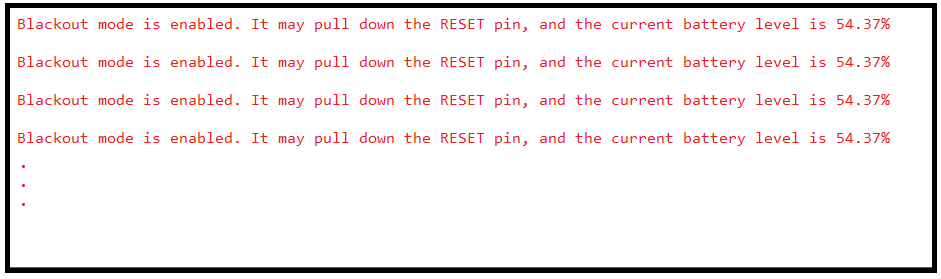 Blackout mode is enabled. It may pull down the RESET pin, and the current battery level is 54.37%
Blackout mode is enabled. It may pull down the RESET pin, and the current battery level is 54.37%
Blackout mode is enabled. It may pull down the RESET pin, and the current battery level is 54.37%
Blackout mode is enabled. It may pull down the RESET pin, and the current battery level is 54.37%
.
.
.